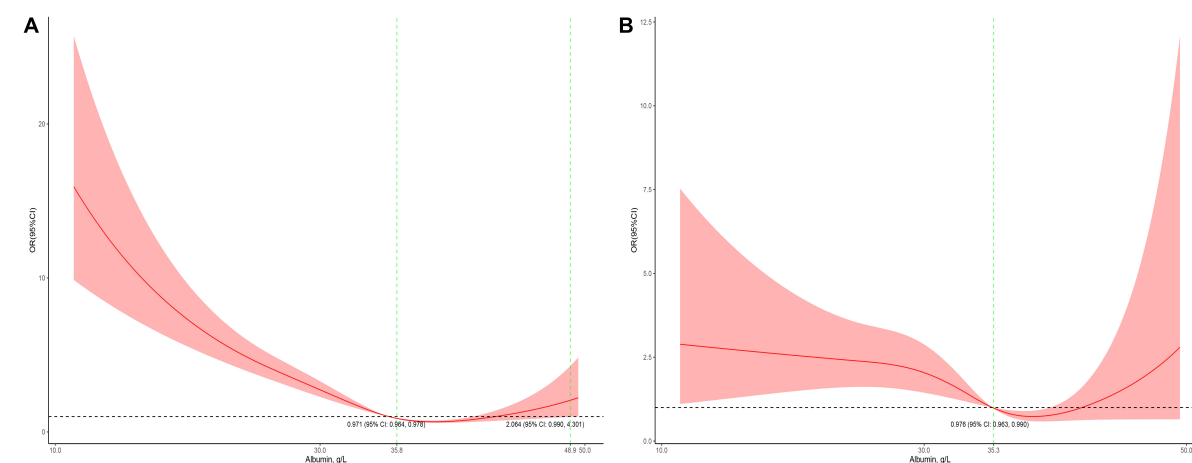 A
OR(95%CI)
20
10
0
0.971 (95% CI: 0.964, 0.978)
2.064 (95% CI: 0.990, 4.301)
10.0 30.0 35.8 48.9 50.0
Albumin, g/L
B
OR(95%CI)
12.5
10.0
7.5
5.0
2.5
0.0
0.976 (95% CI: 0.963, 0.990)
10.0 30.0 35.3 50.0
Albumin, g/L